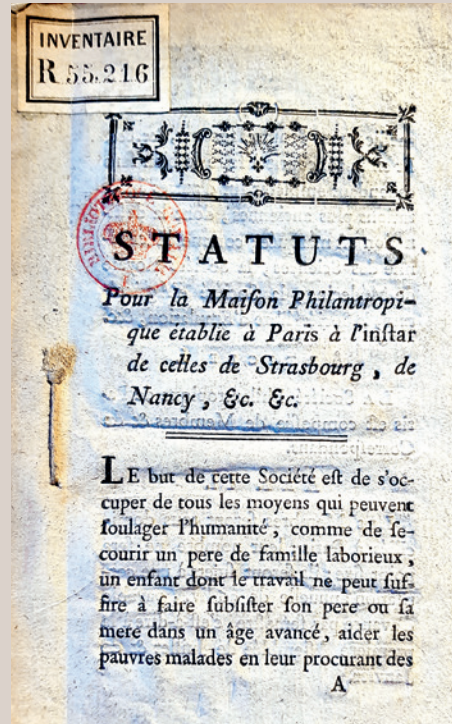 INVENTAIRE
R 55.216
STATUTS
Pour la Maiſon Philantropi-
que établie à Paris à l'inſtar
de celles de Strasbourg, de
Nancy, &c. &c.
LE but de cette Société eſt de s'oc-
cuper de tous les moyens qui peuvent
ſoulager l'humanité, comme de ſe-
courir un pere de famille laborieux,
un enfant dont le travail ne peut ſuf-
fire à faire ſubſiſter ſon pere ou ſa
mere dans un âge avancé, aider les
pauvres malades en leur procurant des
A